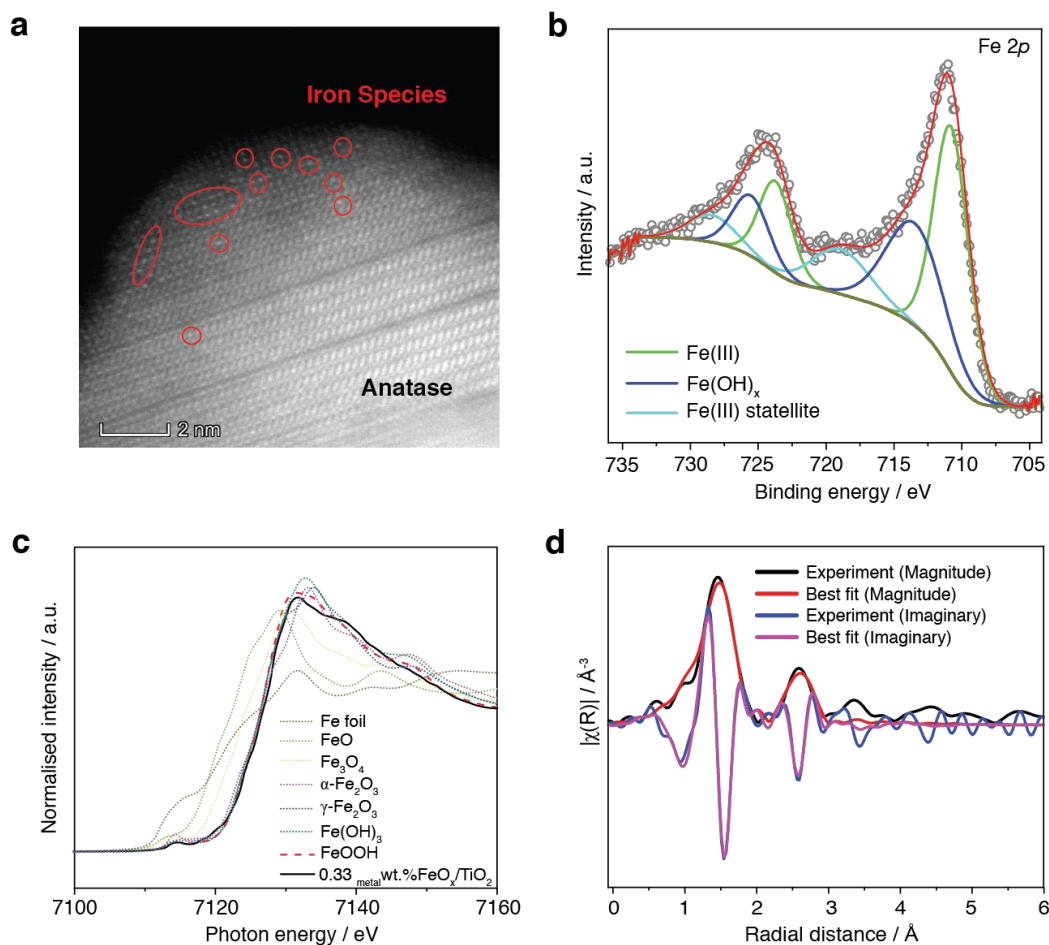 a
Iron Species
Anatase
2 nm
b
Fe 2p
Intensity / a.u.
Fe(III)
Fe(OH)ₓ
Fe(III) statellite
735 730 725 720 715 710 705
Binding energy / eV
c
Normalised intensity / a.u.
Fe foil
FeO
Fe₃O₄
α-Fe₂O₃
γ-Fe₂O₃
Fe(OH)₃
FeOOH
0.33 metalwt.%FeOₓ/TiO₂
7100 7120 7140 7160
Photon energy / eV
d
|χ(R)| / Å⁻³
Experiment (Magnitude)
Best fit (Magnitude)
Experiment (Imaginary)
Best fit (Imaginary)
0 1 2 3 4 5 6
Radial distance / Å